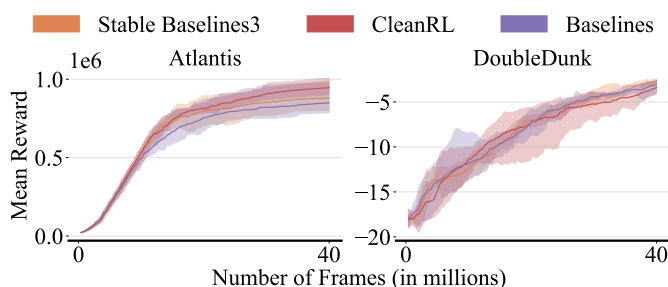 Stable Baselines3 CleanRL Baselines
1e6 Atlantis DoubleDunk
Mean Reward
1.0
0.5
0.0
0 40
−5
−10
−15
−20
0 40
Number of Frames (in millions)